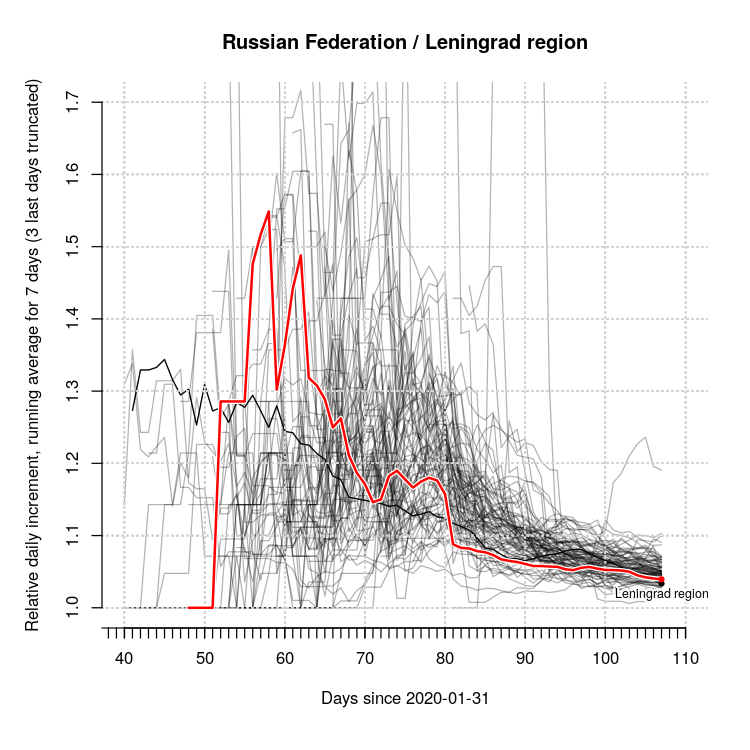 Russian Federation / Leningrad region
Relative daily increment, running average for 7 days (3 last days truncated)
1.7
1.6
1.5
1.4
1.3
1.2
1.1
1.0
Leningrad region
40 50 60 70 80 90 100 110
Days since 2020-01-31